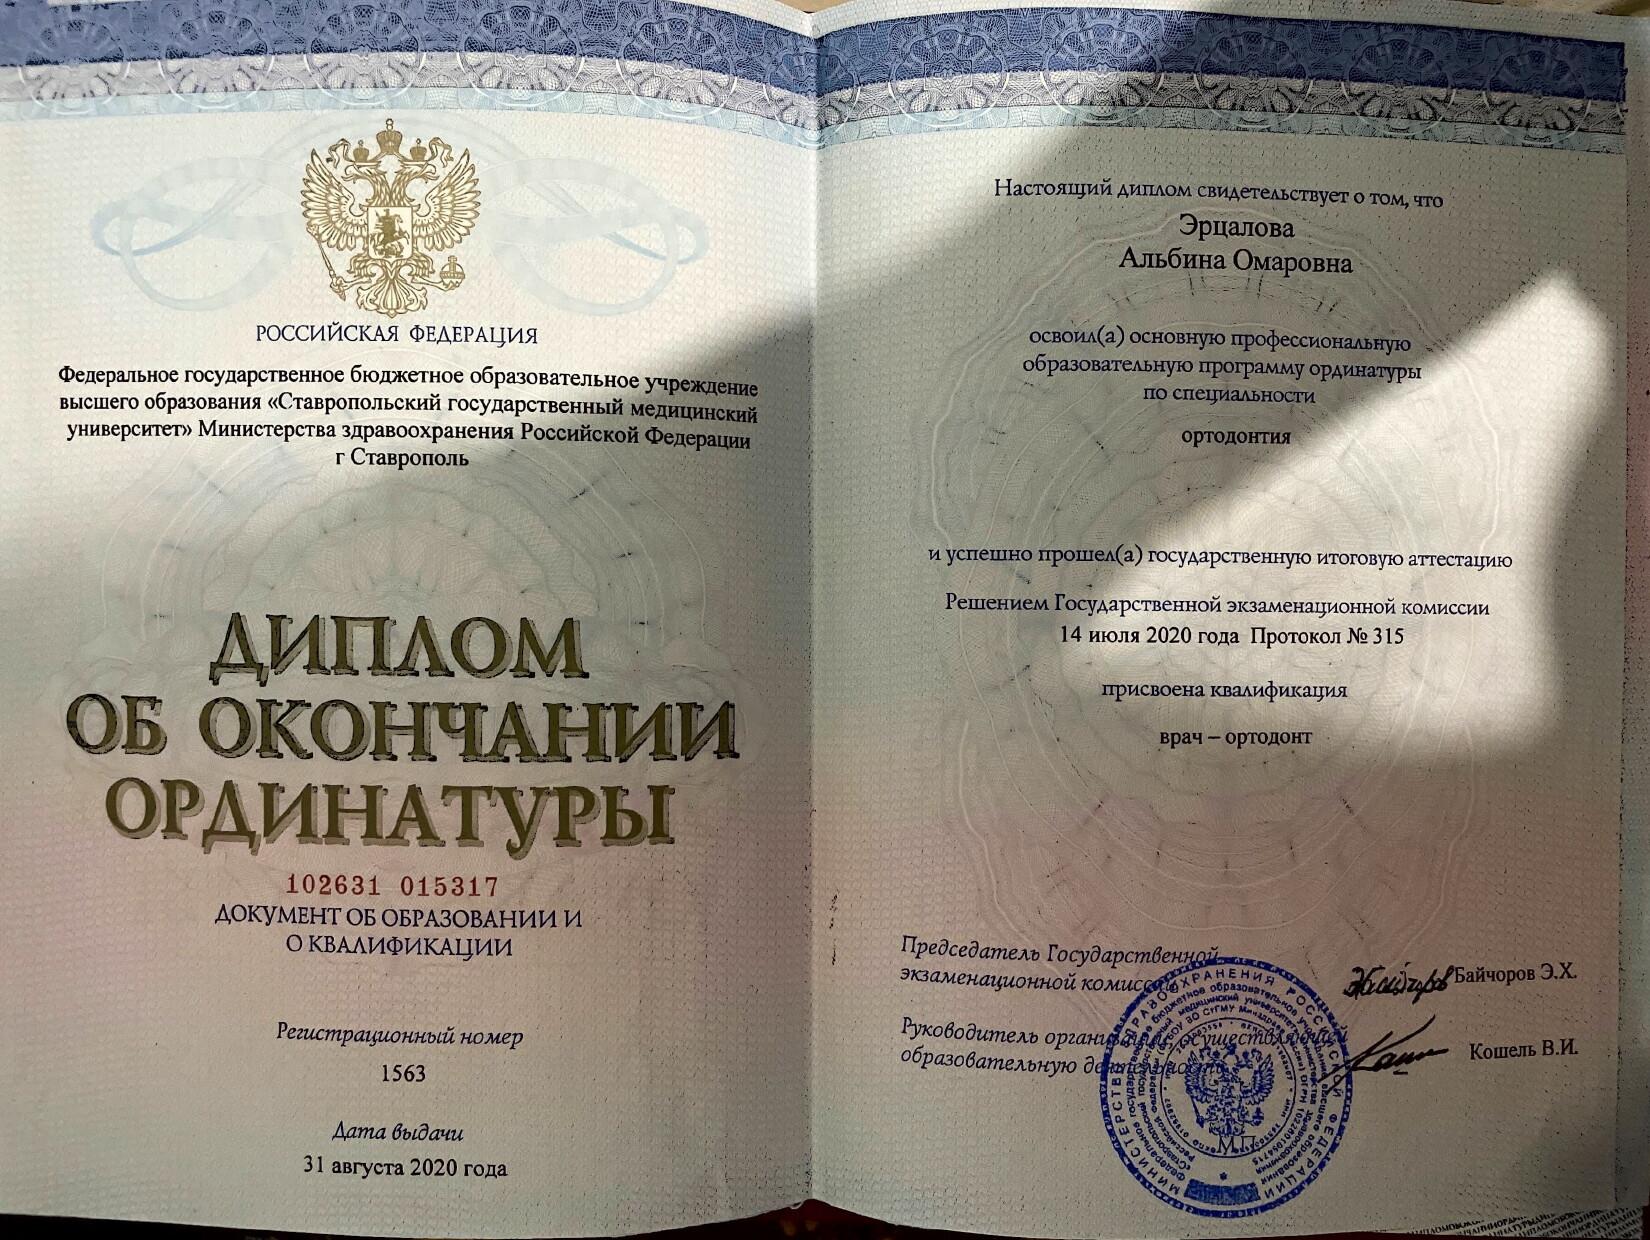 РОССИЙСКАЯ ФЕДЕРАЦИЯ
Федеральное государственное бюджетное образовательное учреждение
высшего образования «Ставропольский государственный медицинский
университет» Министерства здравоохранения Российской Федерации
г Ставрополь
ДИПЛОМ
ОБ ОКОНЧАНИИ
ОРДИНАТУРЫ
102631 015317
ДОКУМЕНТ ОБ ОБРАЗОВАНИИ И
О КВАЛИФИКАЦИИ
Регистрационный номер
1563
Дата выдачи
31 августа 2020 года
Настоящий диплом свидетельствует о том, что
Эрцалова
Альбина Омаровна
освоил(а) основную профессиональную
образовательную программу ординатуры
по специальности
ортодонтия
и успешно прошел(а) государственную итоговую аттестацию
Решением Государственной экзаменационной комиссии
14 июля 2020 года Протокол № 315
присвоена квалификация
врач – ортодонт
Председатель Государственной
экзаменационной комиссии
Байчоров Э.Х.
Руководитель организации, осуществляющей
образовательную деятельность
Кошель В.И.
М.П.
МИНИСТЕРСТВО ЗДРАВООХРАНЕНИЯ РОССИЙСКОЙ ФЕДЕРАЦИИ